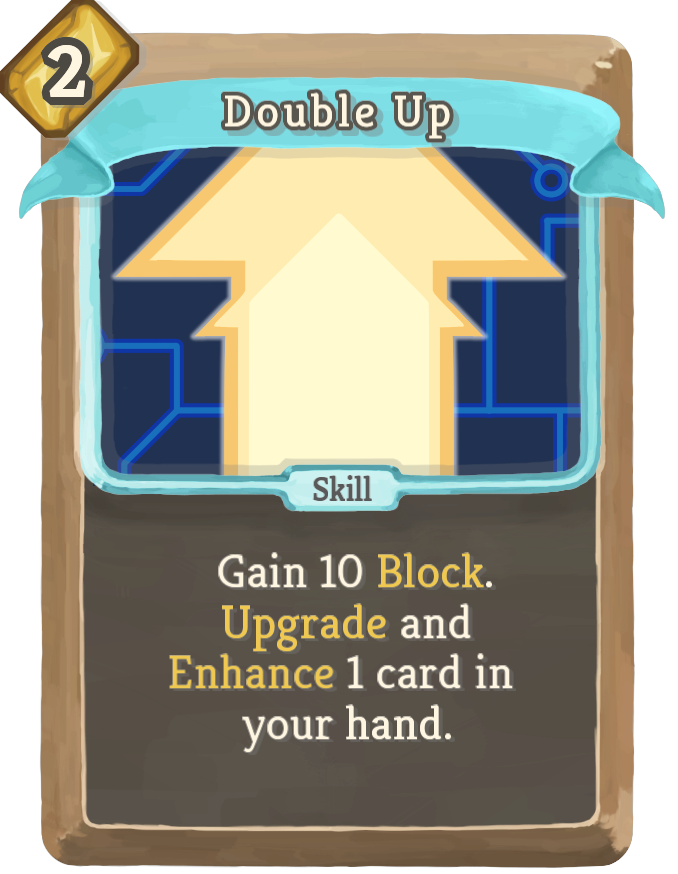 2
Double Up
Skill
Gain 10 Block.
Upgrade and
Enhance 1 card in
your hand.